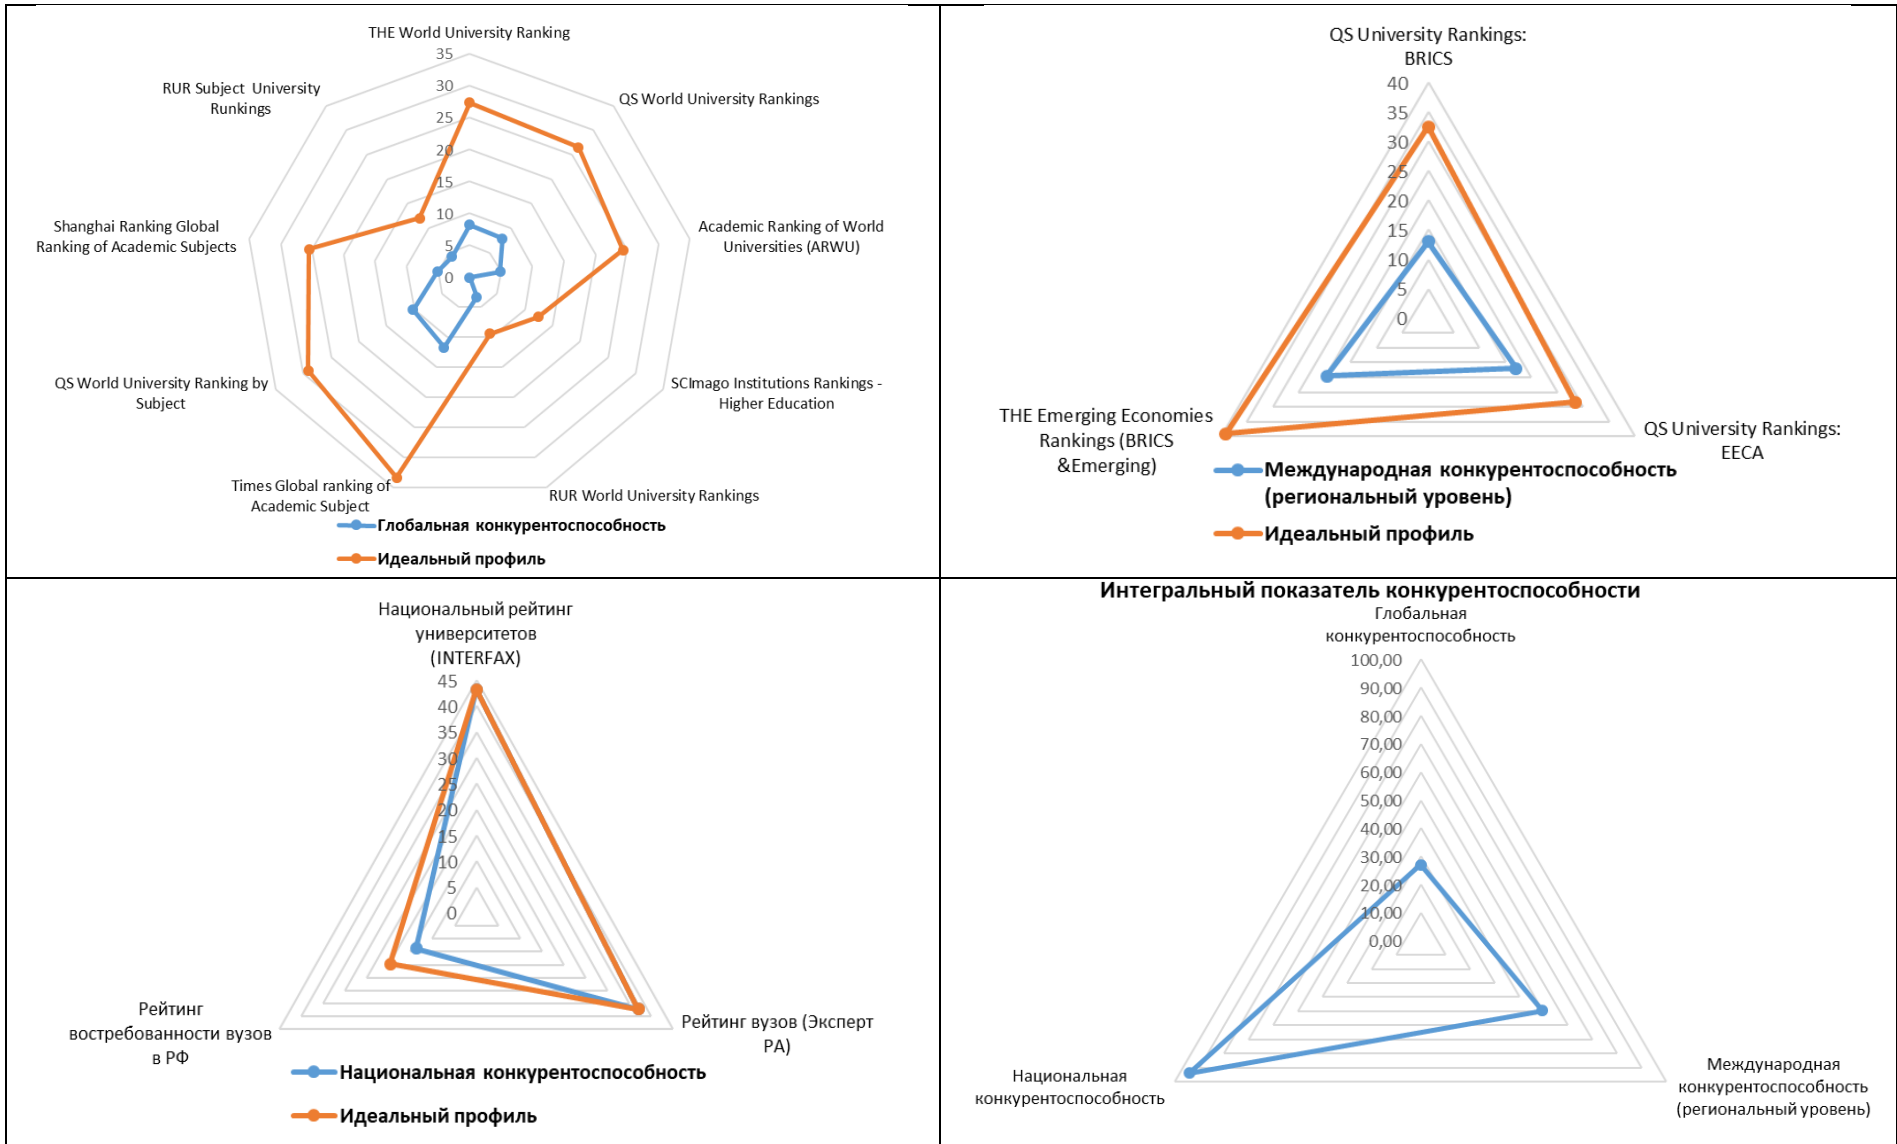 THE World University Ranking
35
30
25
20
15
10
5
0
QS World University Rankings
Academic Ranking of World
Universities (ARWU)
SCImago Institutions Rankings -
Higher Education
RUR World University Rankings
Times Global ranking of
Academic Subject
QS World University Ranking by
Subject
Shanghai Ranking Global
Ranking of Academic Subjects
RUR Subject University
Runkings
Глобальная конкурентоспособность
Идеальный профиль
QS University Rankings:
BRICS
40
35
30
25
20
15
10
5
0
QS University Rankings:
EECA
THE Emerging Economies
Rankings (BRICS
&Emerging)
Международная конкурентоспособность
(региональный уровень)
Идеальный профиль
Национальный рейтинг
университетов
(INTERFAX)
45
40
35
30
25
20
15
10
5
0
Рейтинг вузов (Эксперт
РА)
Рейтинг
востребованности вузов
в РФ
Национальная конкурентоспособность
Идеальный профиль
Интегральный показатель конкурентоспособности
Глобальная
конкурентоспособность
100,00
90,00
80,00
70,00
60,00
50,00
40,00
30,00
20,00
10,00
0,00
Международная
конкурентоспособность
(региональный уровень)
Национальная
конкурентоспособность